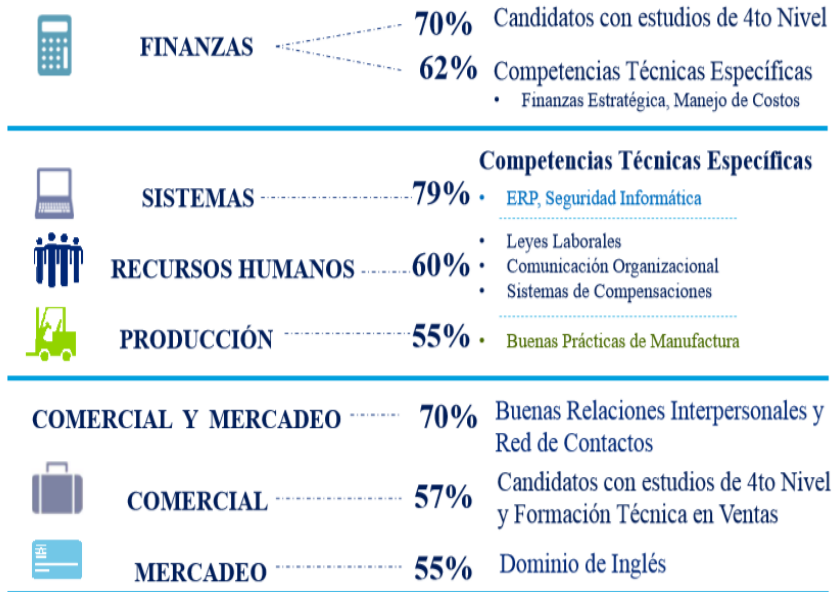 FINANZAS
70% Candidatos con estudios de 4to Nivel
62% Competencias Técnicas Específicas
• Finanzas Estratégica, Manejo de Costos
Competencias Técnicas Específicas
SISTEMAS 79% • ERP, Seguridad Informática
RECURSOS HUMANOS 60%
• Leyes Laborales
• Comunicación Organizacional
• Sistemas de Compensaciones
PRODUCCIÓN 55% • Buenas Prácticas de Manufactura
COMERCIAL Y MERCADEO 70% Buenas Relaciones Interpersonales y
Red de Contactos
COMERCIAL 57% Candidatos con estudios de 4to Nivel
y Formación Técnica en Ventas
MERCADEO 55% Dominio de Inglés